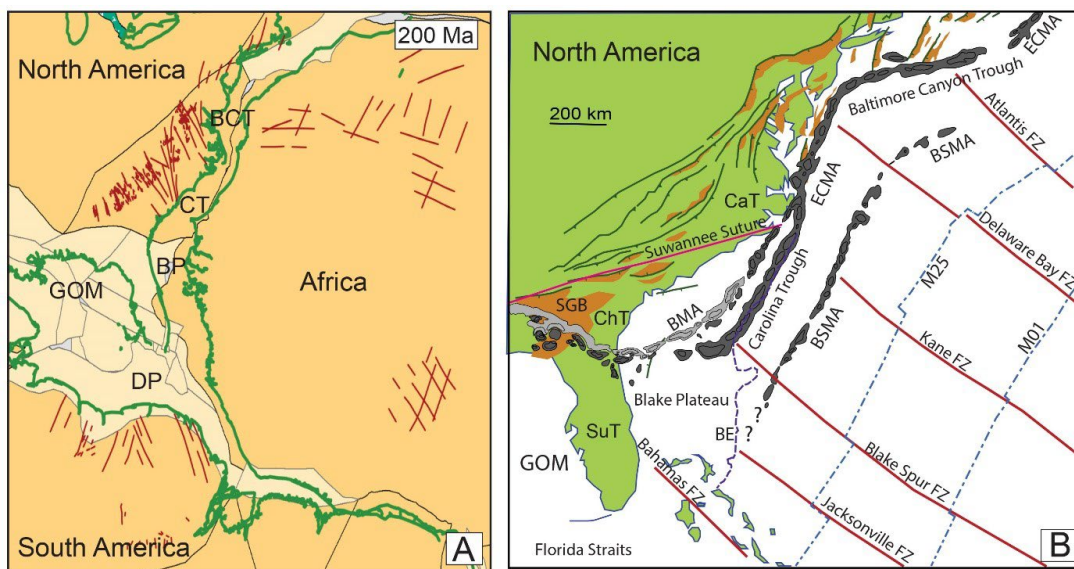 200 Ma
North America
BCT
CT
BP
GOM
Africa
DP
South America
A
North America
200 km
ECMA
Baltimore Canyon Trough
Atlantis FZ
BSMA
ECMA
CaT
Suwannee Suture
Delaware Bay FZ
M25
SGB
ChT
BMA
Carolina Trough
BSMA
Kane FZ
M01
Blake Plateau
?
?
BE
SuT
GOM
Bahamas FZ
Blake Spur FZ
Jacksonville FZ
Florida Straits
B